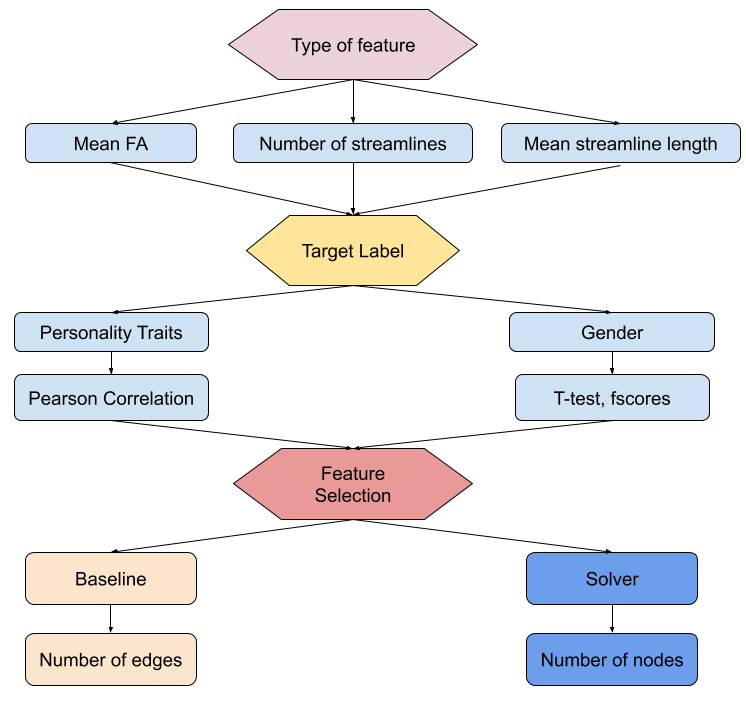 Type of feature
Mean FA
Number of streamlines
Mean streamline length
Target Label
Personality Traits
Gender
Pearson Correlation
T-test, fscores
Feature
Selection
Baseline
Solver
Number of edges
Number of nodes